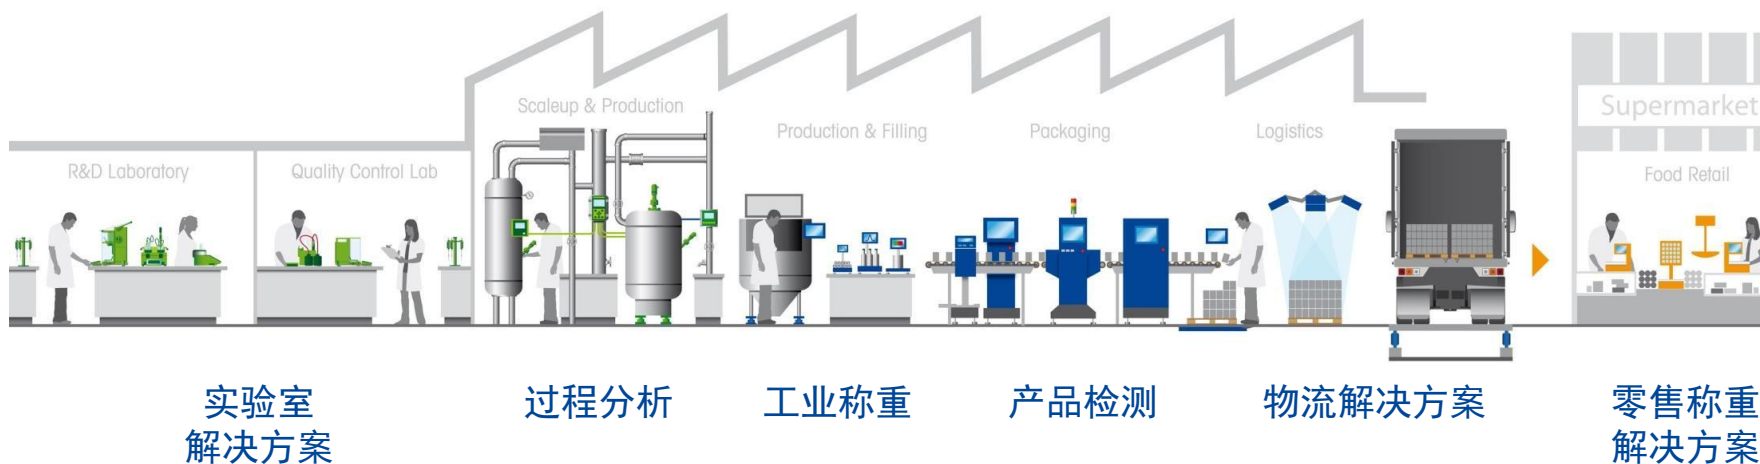 Scaleup & Production
Production & Filling
Packaging
Logistics
Supermarket
R&D Laboratory
Quality Control Lab
Food Retail
实验室
解决方案
过程分析
工业称重
产品检测
物流解决方案
零售称重
解决方案